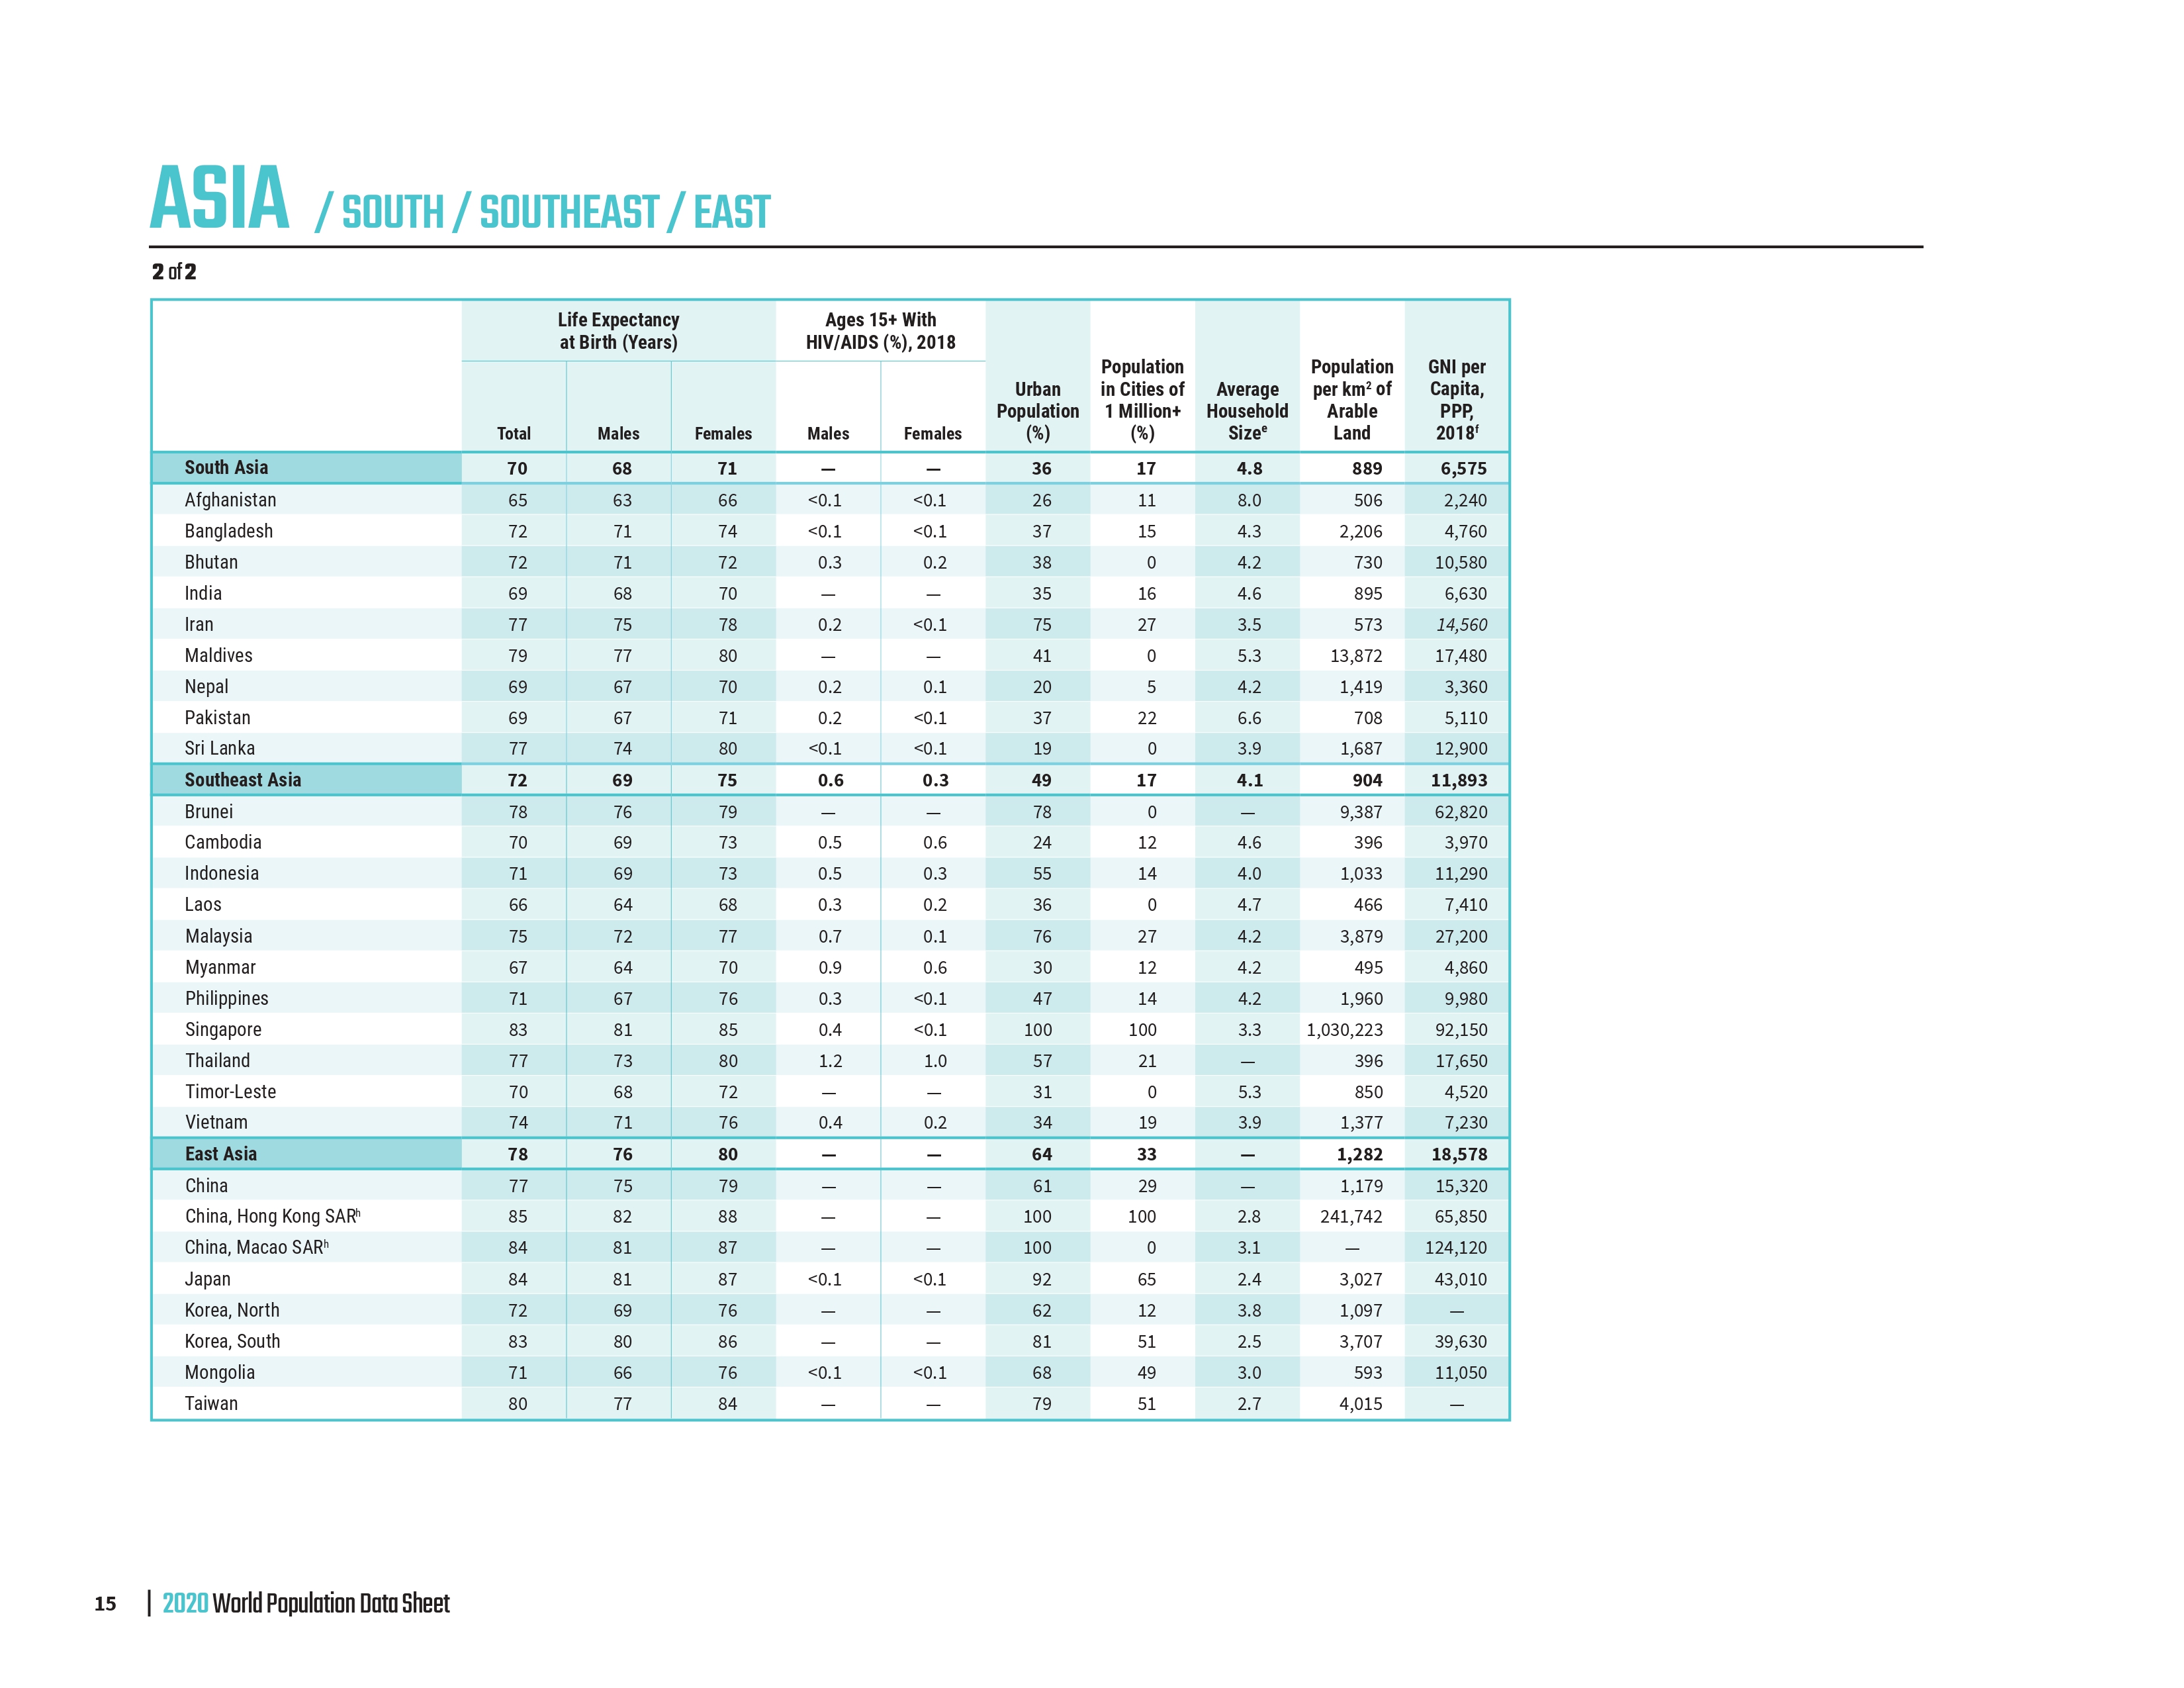 ASIA / SOUTH / SOUTHEAST / EAST
2 of 2
Life Expectancy at Birth (Years) Ages 15+ With HIV/AIDS (%), 2018 Urban Population (%) Population in Cities of 1 Million+ (%) Average Household Sizeᵉ Population per km² of Arable Land GNI per Capita, PPP, 2018ᶠ
Total Males Females Males Females
South Asia 70 68 71 — — 36 17 4.8 889 6,575
Afghanistan 65 63 66 <0.1 <0.1 26 11 8.0 506 2,240
Bangladesh 72 71 74 <0.1 <0.1 37 15 4.3 2,206 4,760
Bhutan 72 71 72 0.3 0.2 38 0 4.2 730 10,580
India 69 68 70 — — 35 16 4.6 895 6,630
Iran 77 75 78 0.2 <0.1 75 27 3.5 573 14,560
Maldives 79 77 80 — — 41 0 5.3 13,872 17,480
Nepal 69 67 70 0.2 0.1 20 5 4.2 1,419 3,360
Pakistan 69 67 71 0.2 <0.1 37 22 6.6 708 5,110
Sri Lanka 77 74 80 <0.1 <0.1 19 0 3.9 1,687 12,900
Southeast Asia 72 69 75 0.6 0.3 49 17 4.1 904 11,893
Brunei 78 76 79 — — 78 0 — 9,387 62,820
Cambodia 70 69 73 0.5 0.6 24 12 4.6 396 3,970
Indonesia 71 69 73 0.5 0.3 55 14 4.0 1,033 11,290
Laos 66 64 68 0.3 0.2 36 0 4.7 466 7,410
Malaysia 75 72 77 0.7 0.1 76 27 4.2 3,879 27,200
Myanmar 67 64 70 0.9 0.6 30 12 4.2 495 4,860
Philippines 71 67 76 0.3 <0.1 47 14 4.2 1,960 9,980
Singapore 83 81 85 0.4 <0.1 100 100 3.3 1,030,223 92,150
Thailand 77 73 80 1.2 1.0 57 21 — 396 17,650
Timor-Leste 70 68 72 — — 31 0 5.3 850 4,520
Vietnam 74 71 76 0.4 0.2 34 19 3.9 1,377 7,230
East Asia 78 76 80 — — 64 33 — 1,282 18,578
China 77 75 79 — — 61 29 — 1,179 15,320
China, Hong Kong SARʰ 85 82 88 — — 100 100 2.8 241,742 65,850
China, Macao SARʰ 84 81 87 — — 100 0 3.1 — 124,120
Japan 84 81 87 <0.1 <0.1 92 65 2.4 3,027 43,010
Korea, North 72 69 76 — — 62 12 3.8 1,097 —
Korea, South 83 80 86 — — 81 51 2.5 3,707 39,630
Mongolia 71 66 76 <0.1 <0.1 68 49 3.0 593 11,050
Taiwan 80 77 84 — — 79 51 2.7 4,015 —
15 | 2020 World Population Data Sheet